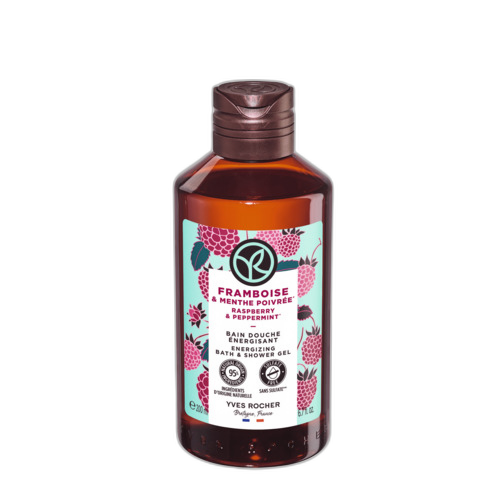 FRAMBOISE
& MENTHE POIVRÉE*
RASPBERRY
& PEPPERMINT*
BAIN DOUCHE
ÉNERGISANT
ENERGIZING
BATH & SHOWER GEL
95%
INGRÉDIENTS
D'ORIGINE NATURELLE
SANS SULFATE**
YVES ROCHER
Bretagne, France